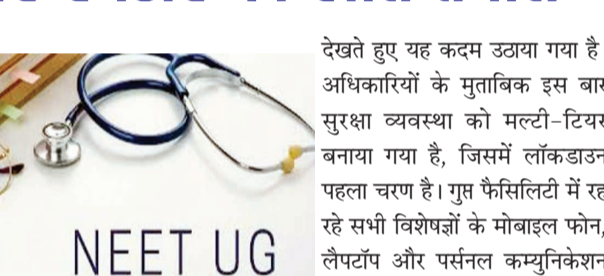 देखते हुए यह कदम उठाया गया है
अधिकारियों के मुताबिक इस बार
सुरक्षा व्यवस्था को मल्टी-टियर
बनाया गया है, जिसमें लॉकडाउन
पहला चरण है। गुप्त फैसिलिटी में रह
रहे सभी विशेषज्ञों के मोबाइल फोन,
लैपटॉप और पर्सनल कम्युनिकेशन
NEET UG